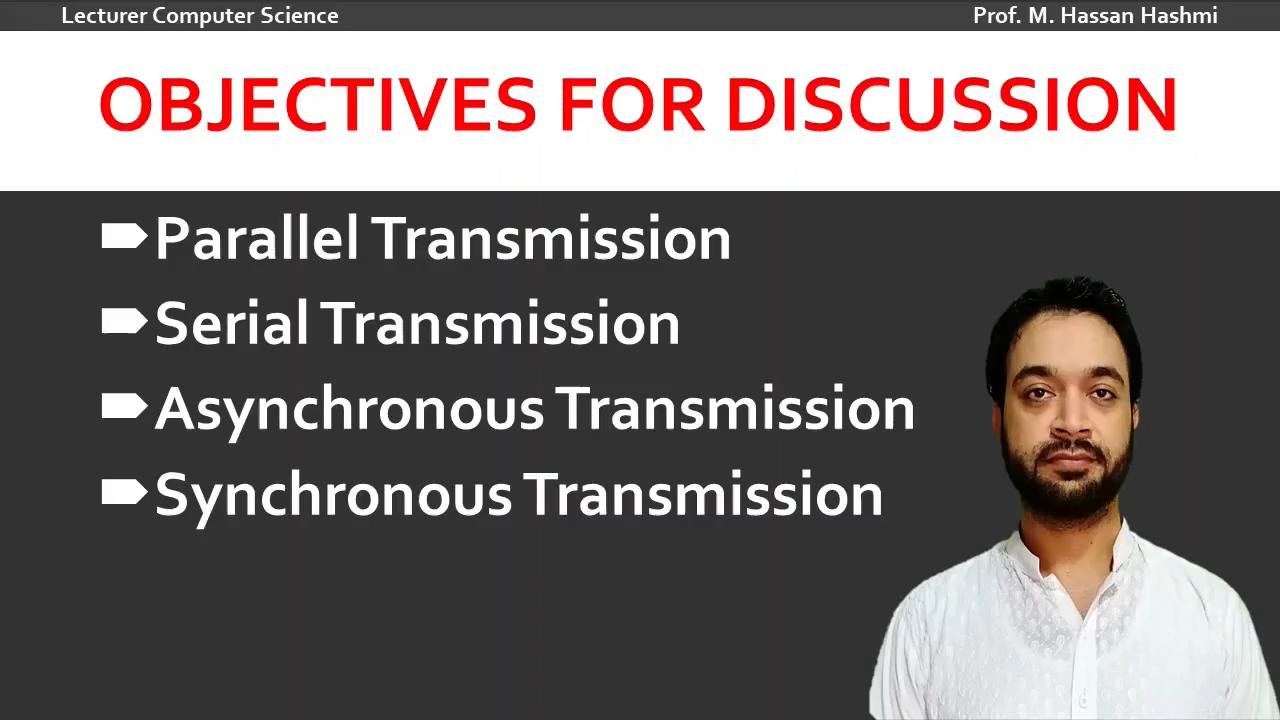 Lecturer Computer Science
Prof. M. Hassan Hashmi
OBJECTIVES FOR DISCUSSION
Parallel Transmission
Serial Transmission
Asynchronous Transmission
Synchronous Transmission